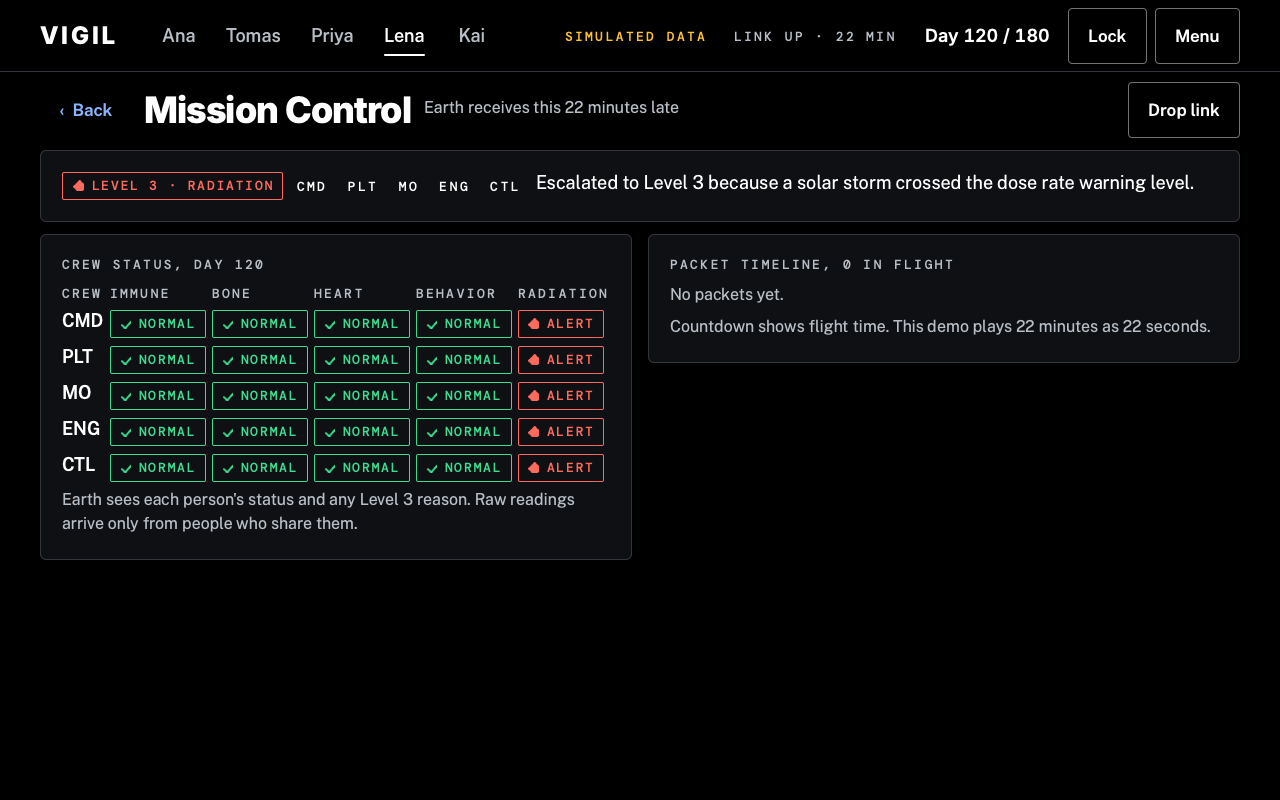 VIGIL Ana Tomas Priya Lena Kai SIMULATED DATA LINK UP · 22 MIN Day 120 / 180 Lock Menu
‹ Back Mission Control Earth receives this 22 minutes late Drop link
LEVEL 3 · RADIATION CMD PLT MO ENG CTL Escalated to Level 3 because a solar storm crossed the dose rate warning level.
CREW STATUS, DAY 120
CREW IMMUNE BONE HEART BEHAVIOR RADIATION
CMD NORMAL NORMAL NORMAL NORMAL ALERT
PLT NORMAL NORMAL NORMAL NORMAL ALERT
MO NORMAL NORMAL NORMAL NORMAL ALERT
ENG NORMAL NORMAL NORMAL NORMAL ALERT
CTL NORMAL NORMAL NORMAL NORMAL ALERT
Earth sees each person's status and any Level 3 reason. Raw readings
arrive only from people who share them.
PACKET TIMELINE, 0 IN FLIGHT
No packets yet.
Countdown shows flight time. This demo plays 22 minutes as 22 seconds.